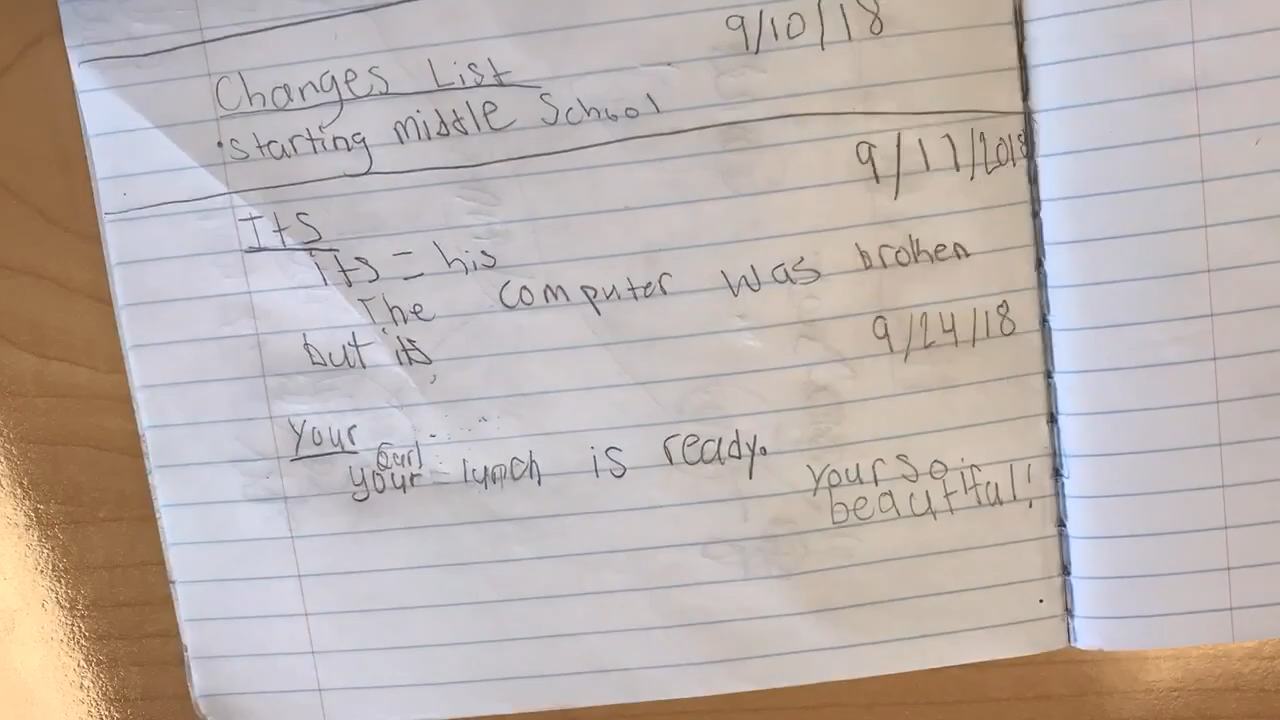 9/10/18
Changes List
• starting middle School
9/17/2018
Its
its = his
The computer was broken
but its,
9/24/18
Your
(our)
your lunch is ready.
Your so
beautiful!